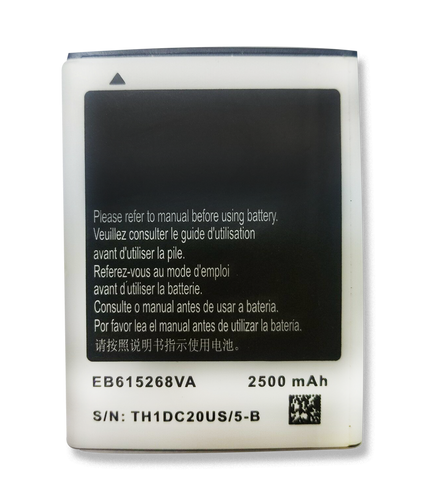 Please refer to manual before using battery.
Veuillez consulter le guide d'utilisation
avant d'utiliser la pile.
Referez-vous au mode d'emploi
avant d'utiliser la batterie.
Consulte o manual antes de usar a bateria.
Por favor lea el manual antes de utilizar la batería.
请按照说明书指示使用电池。
EB615268VA 2500 mAh
S/N: TH1DC20US/5-B